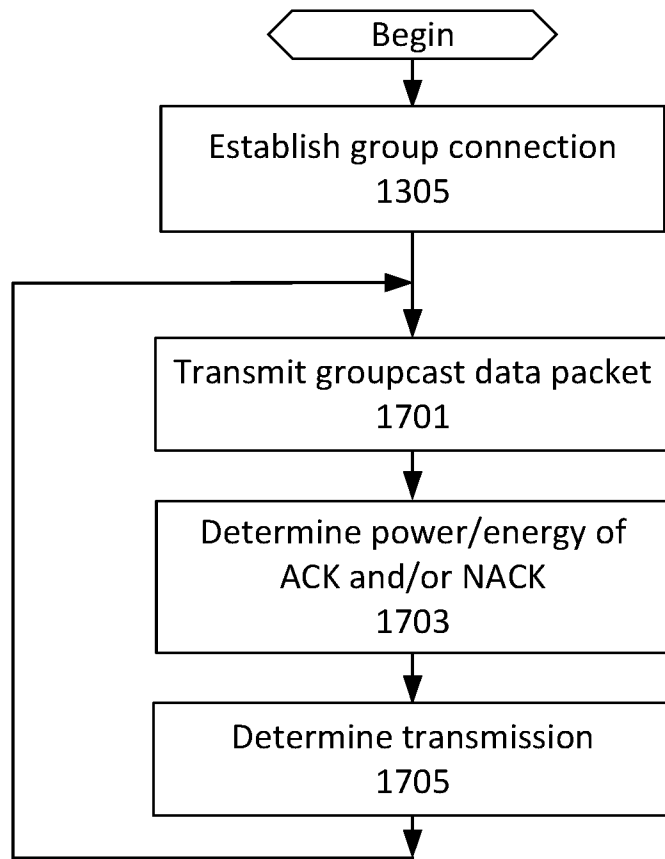 Begin
Establish group connection
1305
Transmit groupcast data packet
1701
Determine power/energy of
ACK and/or NACK
1703
Determine transmission
1705